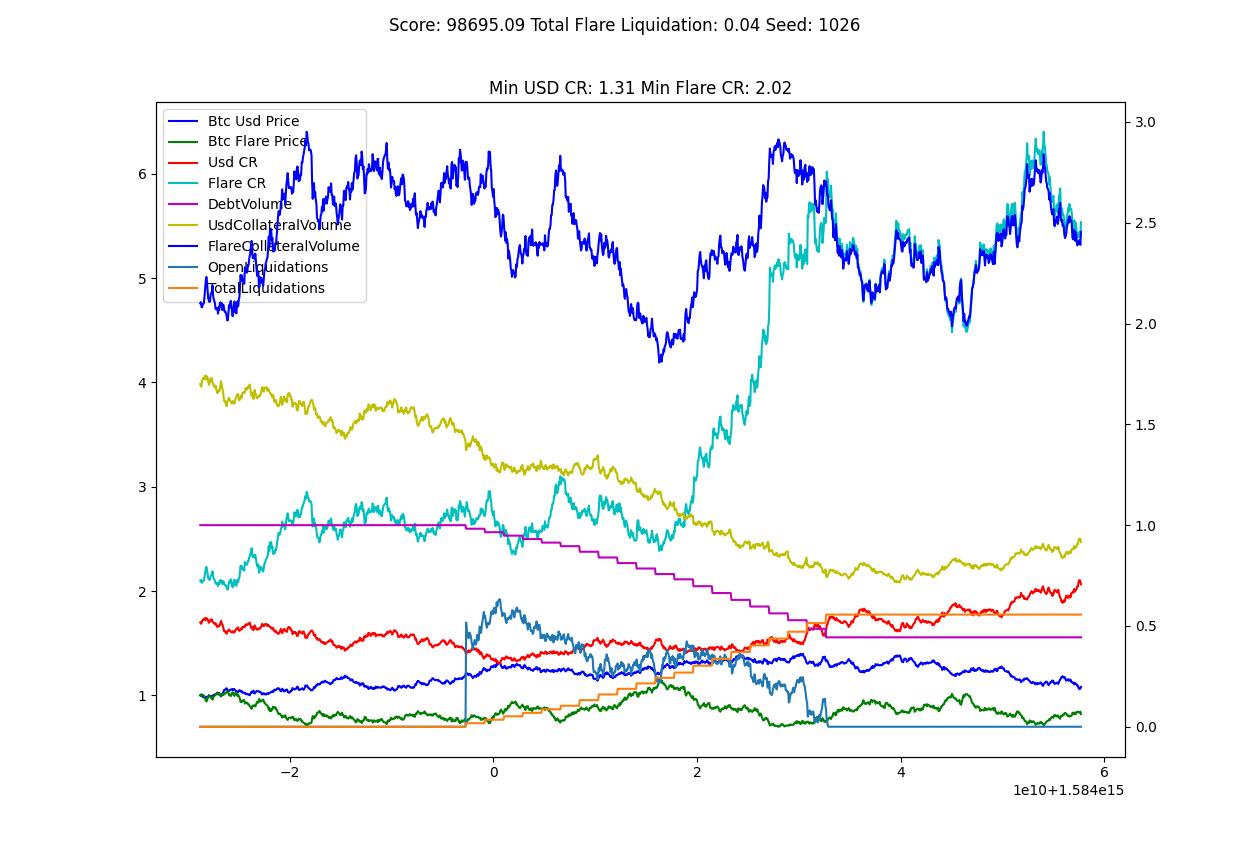 Score: 98695.09 Total Flare Liquidation: 0.04 Seed: 1026
Min USD CR: 1.31 Min Flare CR: 2.02
Btc Usd Price
Btc Flare Price
Usd CR
Flare CR
DebtVolume
UsdCollateralVolume
FlareCollateralVolume
OpenLiquidations
TotalLiquidations
6
5
4
3
2
1
3.0
2.5
2.0
1.5
1.0
0.5
0.0
−2 0 2 4 6
1e10+1.584e15